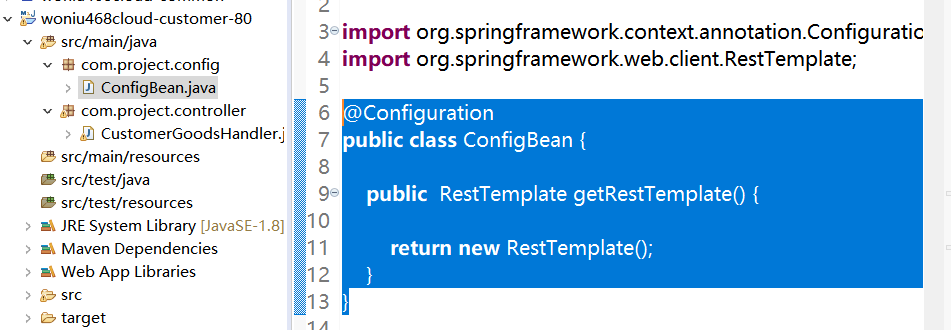 woniu468cloud-customer-80
src/main/java
com.project.config
ConfigBean.java
com.project.controller
CustomerGoodsHandler.j
src/main/resources
src/test/java
src/test/resources
JRE System Library [JavaSE-1.8]
Maven Dependencies
Web App Libraries
src
target
2
3 import org.springframework.context.annotation.Configuratio
4 import org.springframework.web.client.RestTemplate;
5
6 @Configuration
7 public class ConfigBean {
8
9 public  RestTemplate getRestTemplate() {
10
11 return new RestTemplate();
12 }
13 }
14